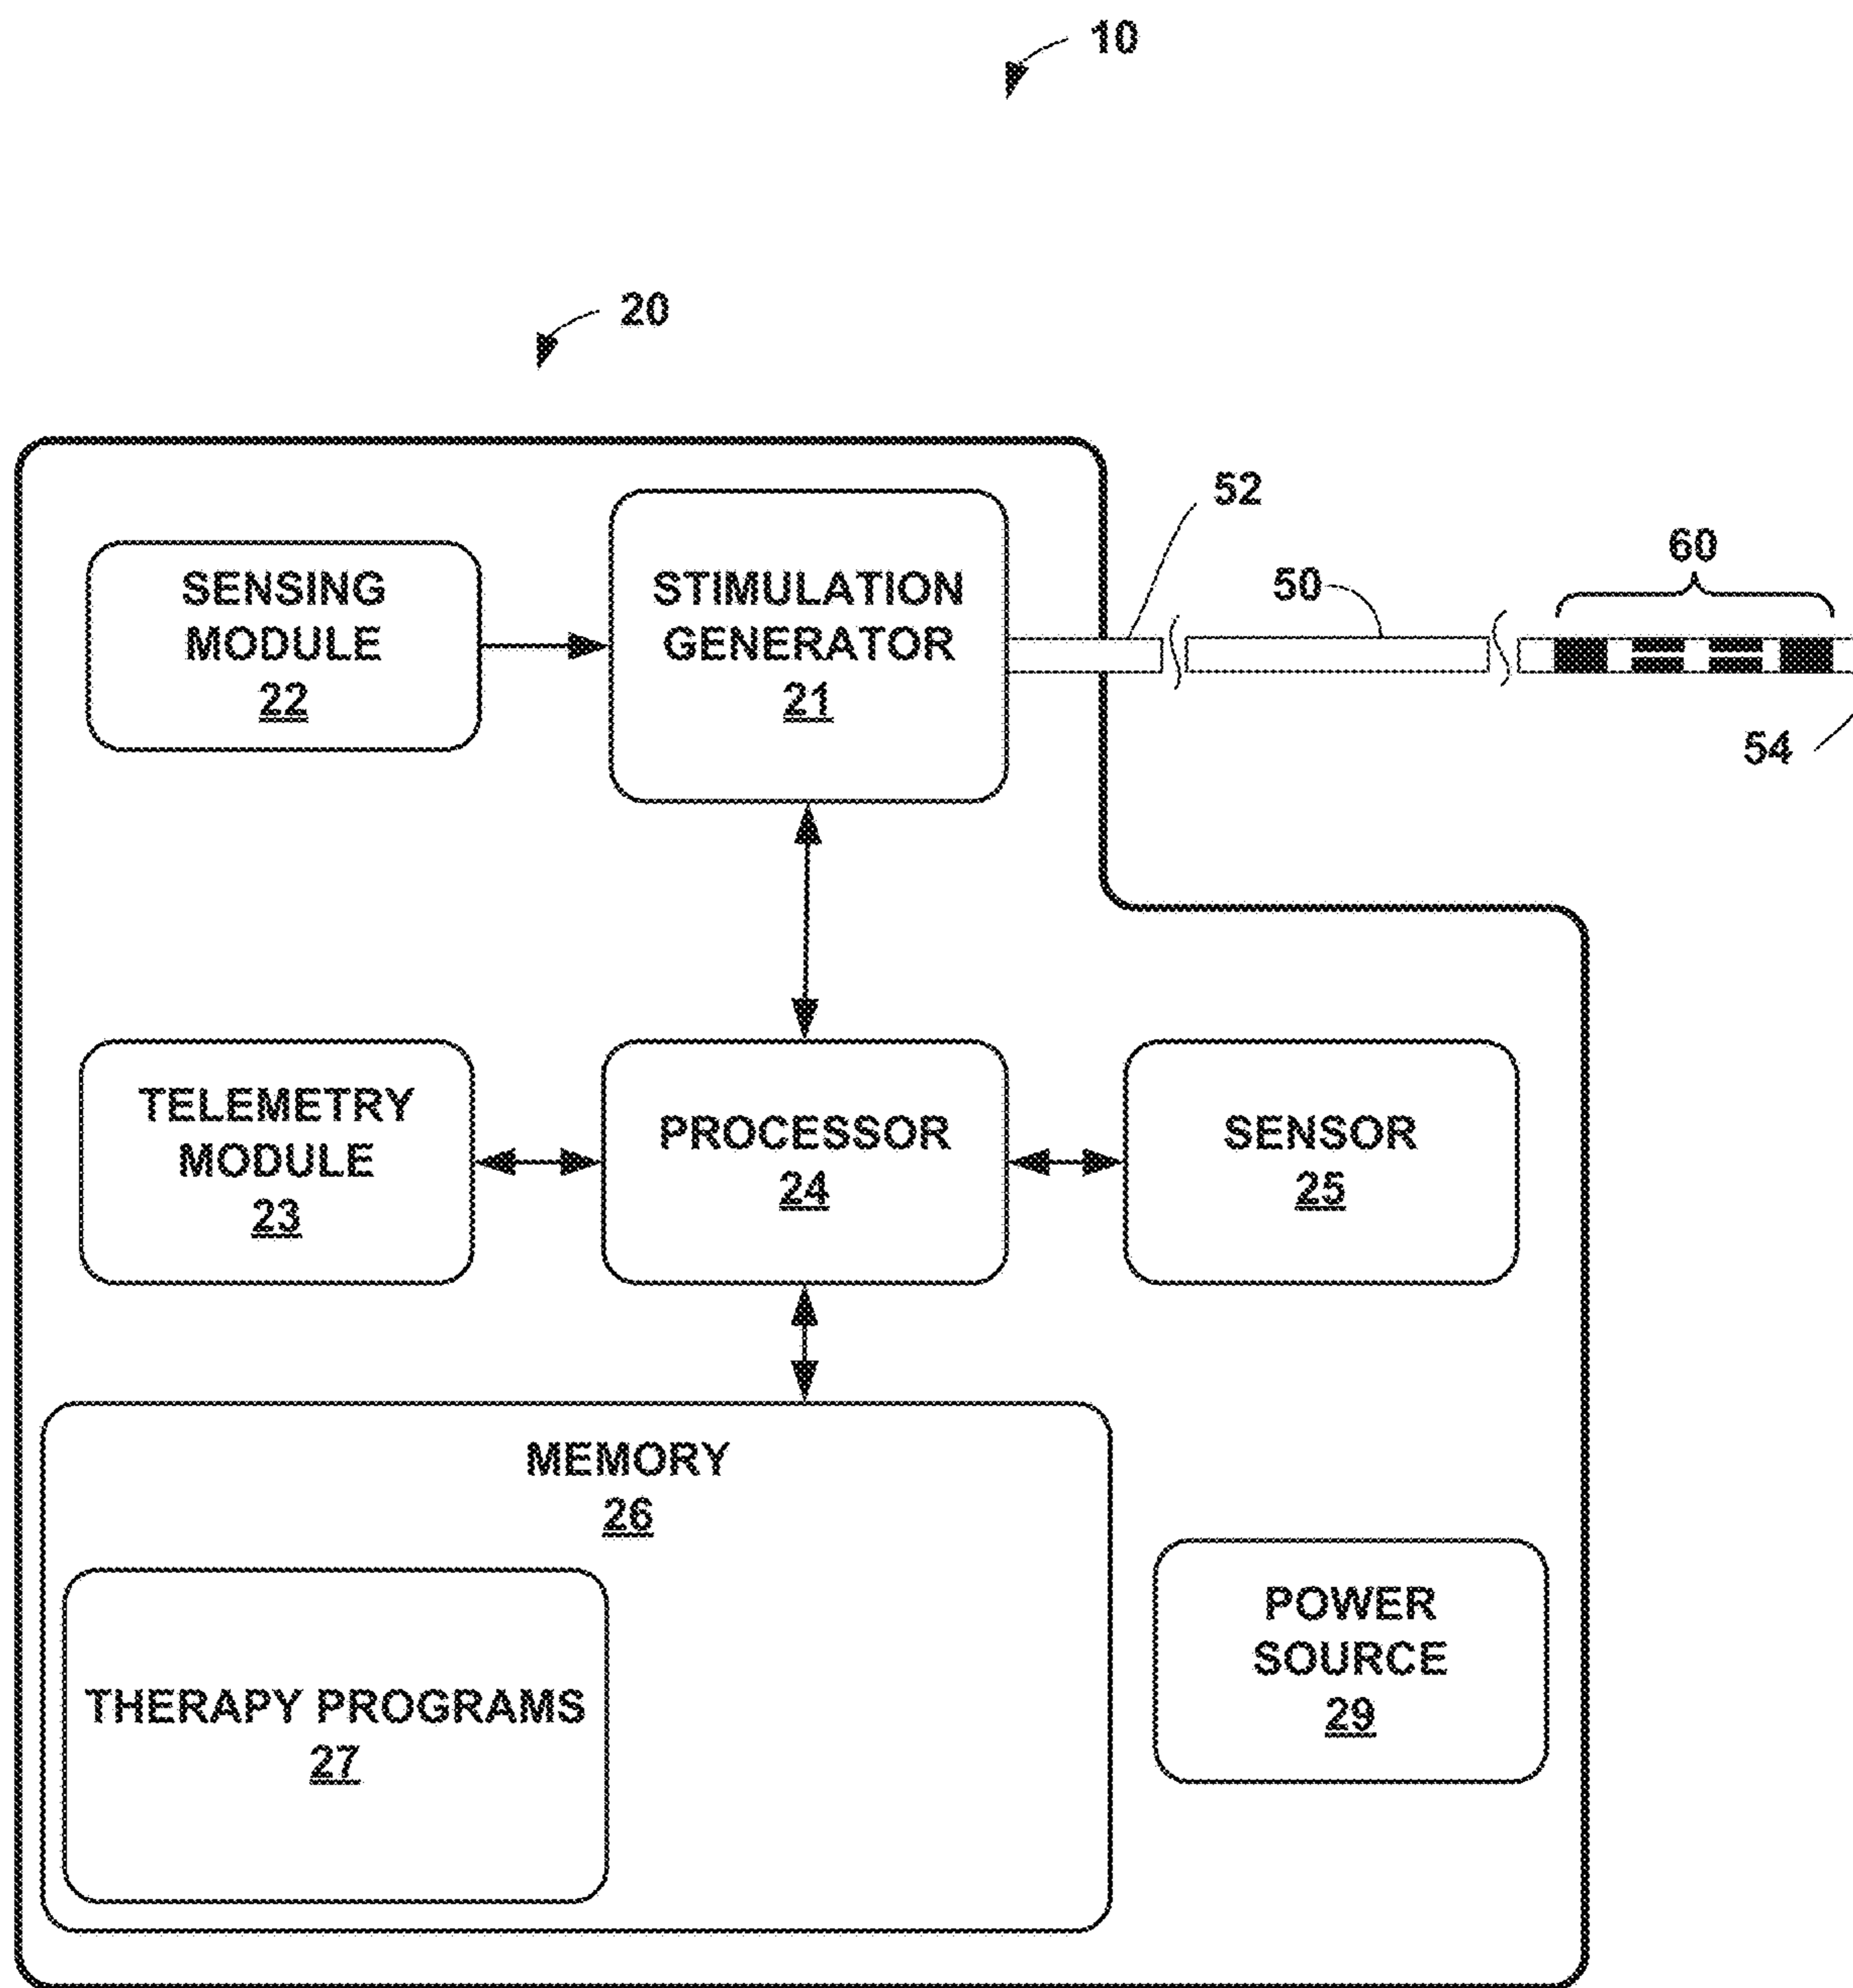 10
20
52
60
50
SENSING
MODULE
22
STIMULATION
GENERATOR
21
54
TELEMETRY
MODULE
23
PROCESSOR
24
SENSOR
25
MEMORY
26
THERAPY PROGRAMS
27
POWER
SOURCE
29